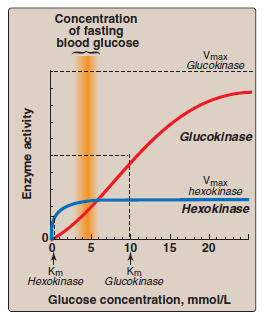 Concentration
of fasting
blood glucose
Vmax
Glucokinase
Glucokinase
Vmax
hexokinase
Hexokinase
Enzyme activity
0
0 5 10 15 20
Km
Hexokinase
Km
Glucokinase
Glucose concentration, mmol/L